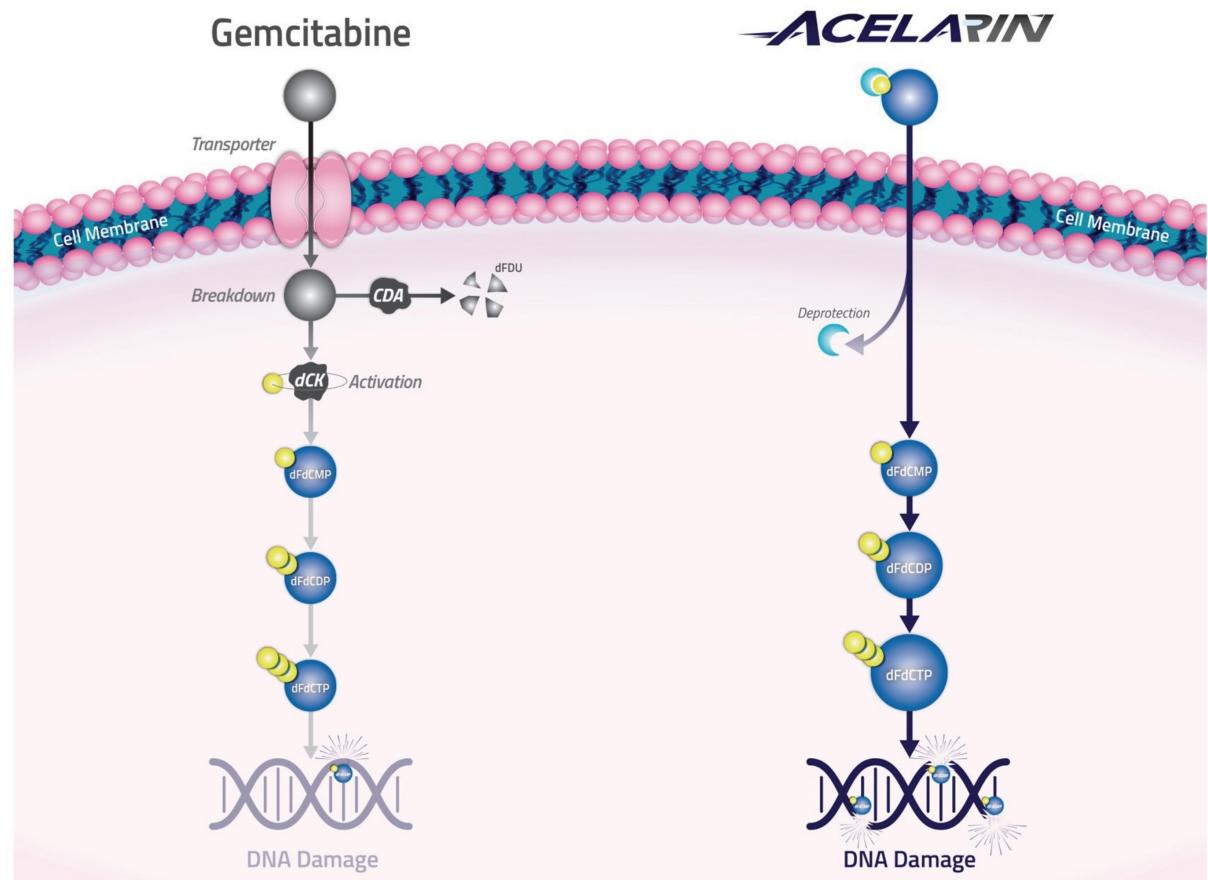 Gemcitabine
ACELARIN
Transporter
Cell Membrane
Cell Membrane
Breakdown
CDA
dFDU
Deprotection
dCK
Activation
dFdCMP
dFdCMP
dFdCDP
dFdCDP
dFdCTP
dFdCTP
DNA Damage
DNA Damage